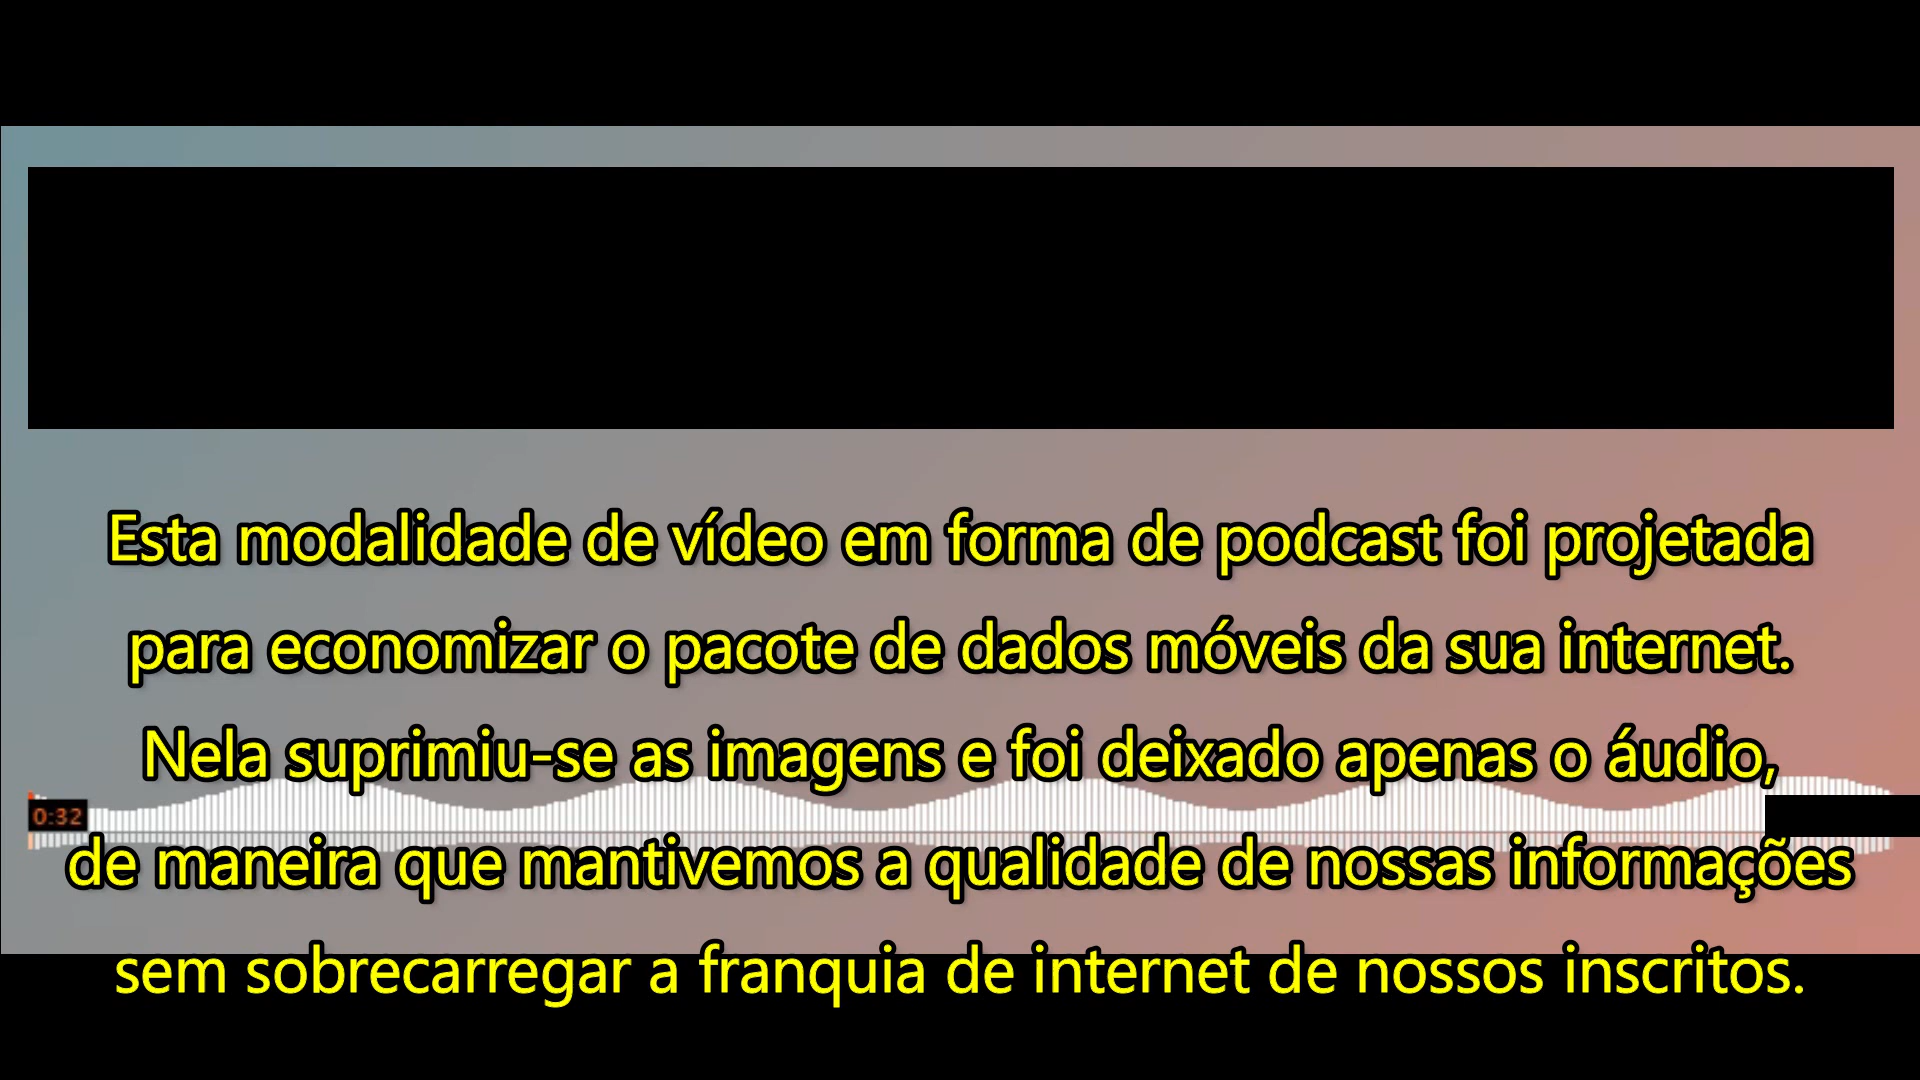 Esta modalidade de vídeo em forma de podcast foi projetada
para economizar o pacote de dados móveis da sua internet.
Nela suprimiu-se as imagens e foi deixado apenas o áudio,
0:32
de maneira que mantivemos a qualidade de nossas informações
sem sobrecarregar a franquia de internet de nossos inscritos.